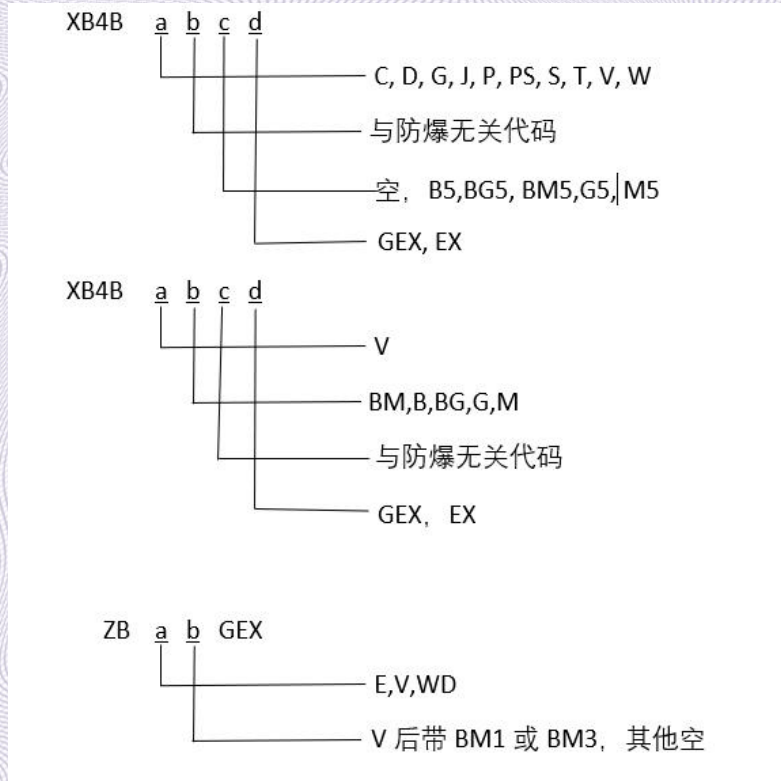 XB4B a b c d
C, D, G, J, P, PS, S, T, V, W
与防爆无关代码
空，B5,BG5, BM5,G5, M5
GEX, EX
XB4B a b c d
V
BM,B,BG,G,M
与防爆无关代码
GEX，EX
ZB a b GEX
E,V,WD
V 后带 BM1 或 BM3，其他空